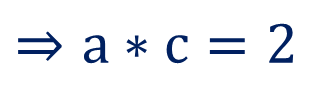 ⇒ a * c = 2